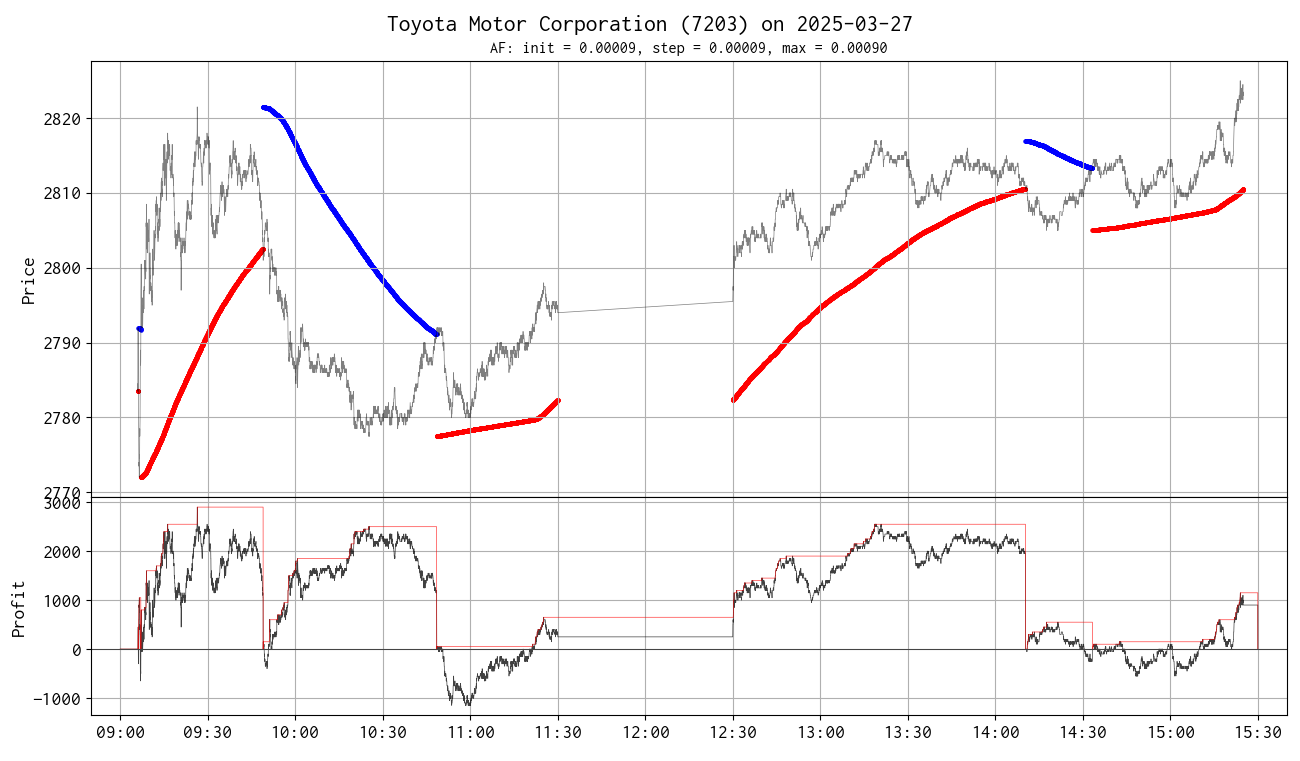 Toyota Motor Corporation (7203) on 2025-03-27
AF: init = 0.00009, step = 0.00009, max = 0.00090
Price
2820
2810
2800
2790
2780
2770
Profit
3000
2000
1000
0
−1000
09:00 09:30 10:00 10:30 11:00 11:30 12:00 12:30 13:00 13:30 14:00 14:30 15:00 15:30